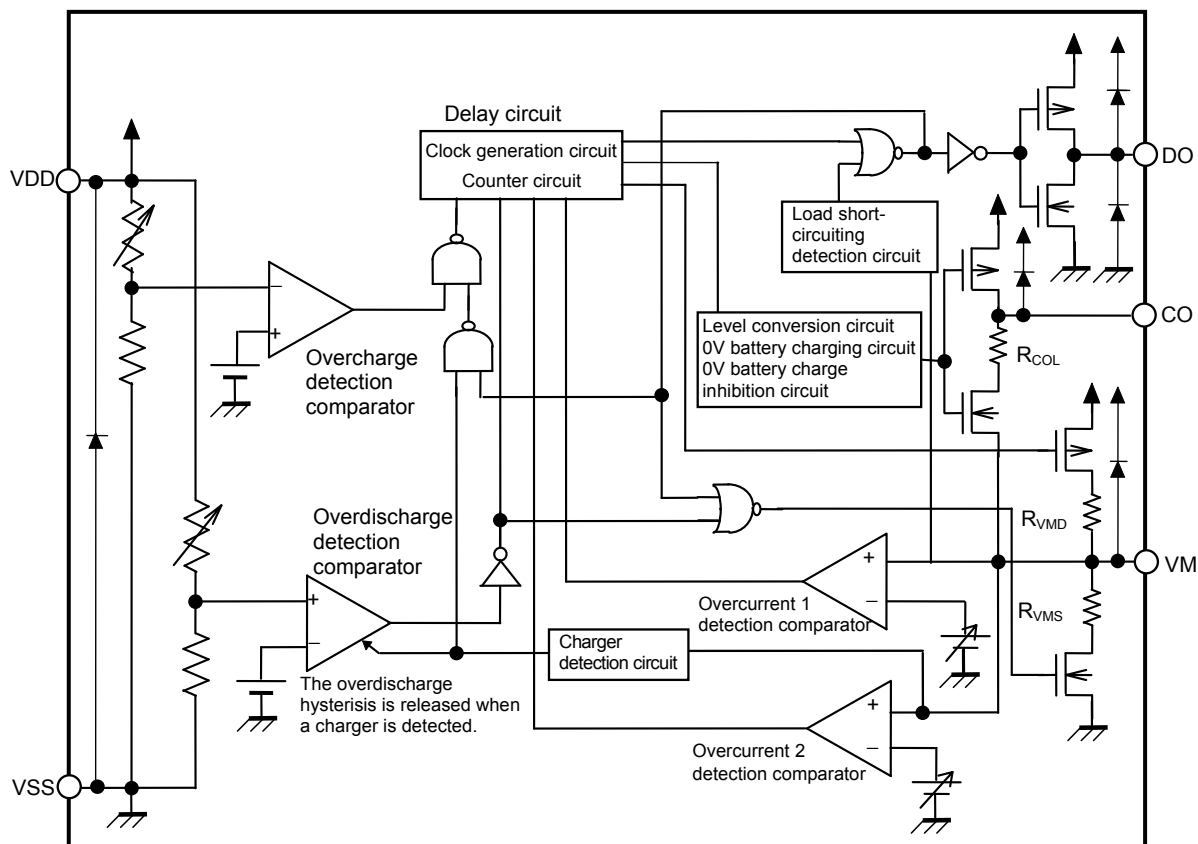 Delay circuit
Clock generation circuit
Counter circuit
VDD
DO
Load short-
circuiting
detection circuit
−
+
Overcharge
detection
comparator
Level conversion circuit
0V battery charging circuit
0V battery charge
inhibition circuit
CO
RCOL
Overdischarge
detection
comparator
RVMD
+
−
VM
Overcurrent 1
detection comparator
RVMS
+
−
Charger
detection circuit
The overdischarge
hysterisis is released when
a charger is detected.
+
−
Overcurrent 2
detection comparator
VSS